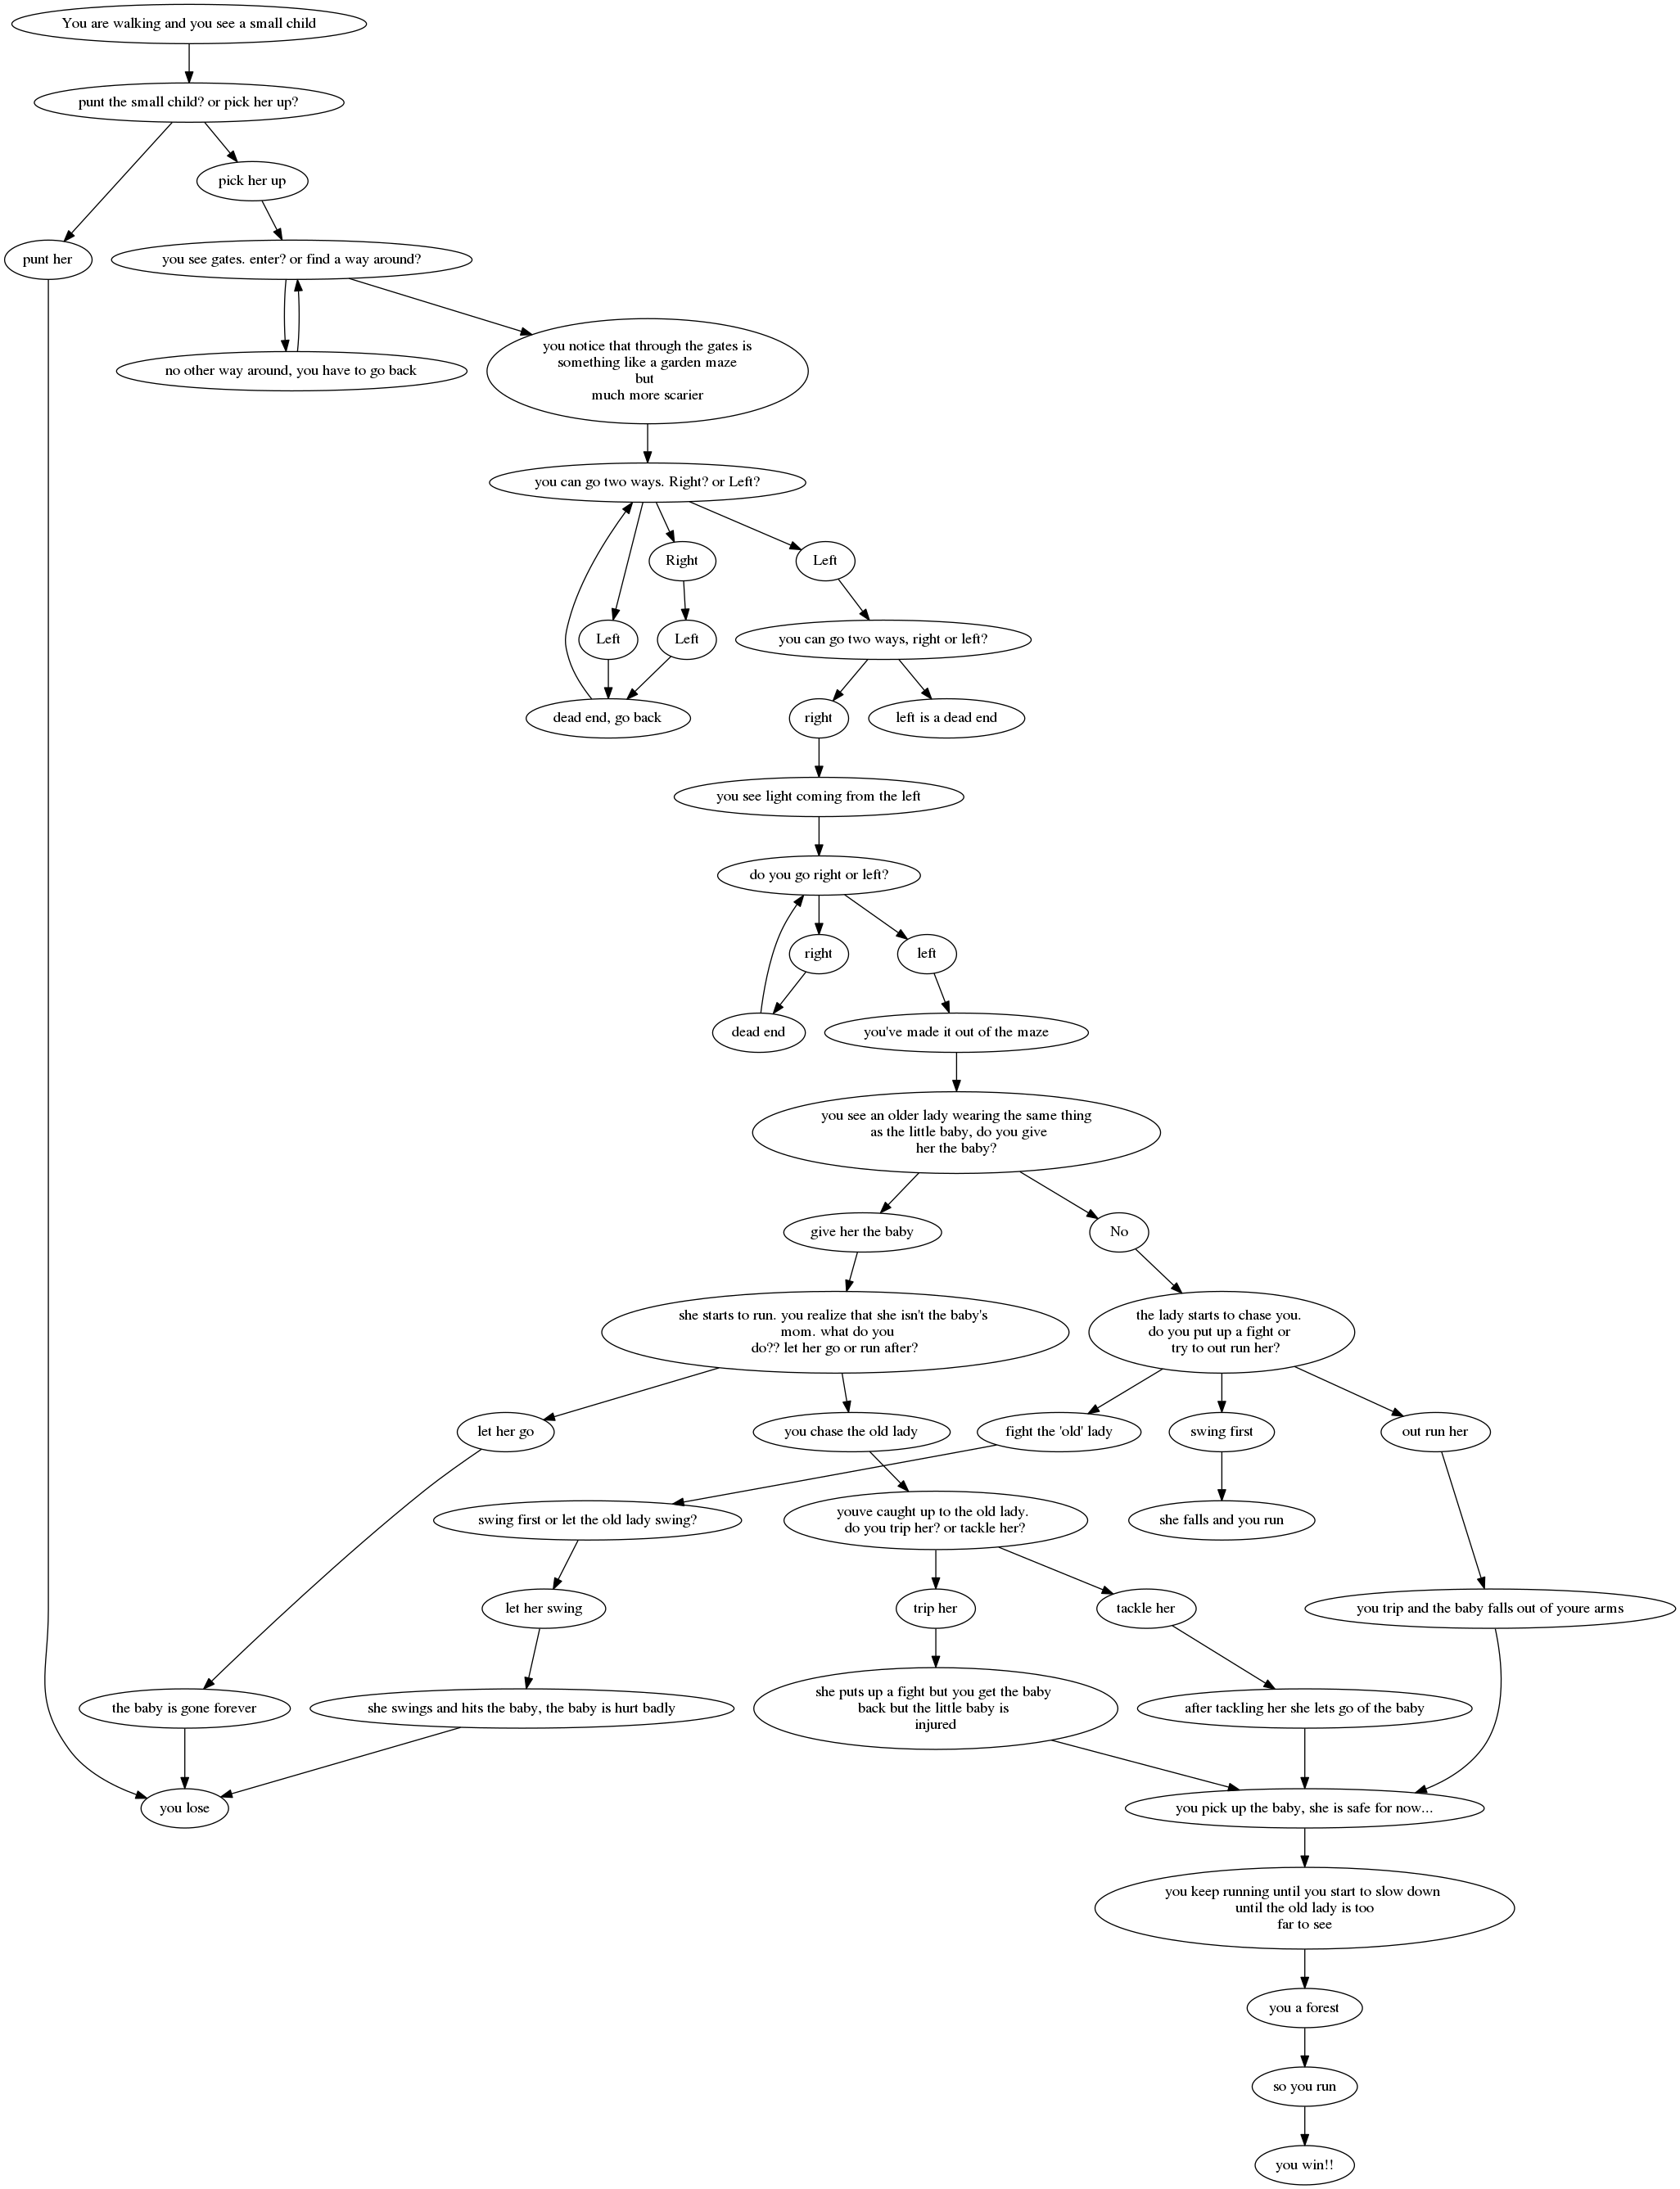 You are walking and you see a small child
punt the small child? or pick her up?
pick her up
punt her
you see gates. enter? or find a way around?
no other way around, you have to go back
you notice that through the gates is
something like a garden maze
but
much more scarier
you can go two ways. Right? or Left?
Right
Left
Left
Left
you can go two ways, right or left?
dead end, go back
right
left is a dead end
you see light coming from the left
do you go right or left?
right
left
dead end
you've made it out of the maze
you see an older lady wearing the same thing
as the little baby, do you give
her the baby?
give her the baby
No
she starts to run. you realize that she isn't the baby's
mom. what do you
do?? let her go or run after?
the lady starts to chase you.
do you put up a fight or
try to out run her?
let her go
you chase the old lady
fight the 'old' lady
swing first
out run her
swing first or let the old lady swing?
youve caught up to the old lady.
do you trip her? or tackle her?
she falls and you run
let her swing
trip her
tackle her
you trip and the baby falls out of youre arms
the baby is gone forever
she swings and hits the baby, the baby is hurt badly
she puts up a fight but you get the baby
back but the little baby is
injured
after tackling her she lets go of the baby
you lose
you pick up the baby, she is safe for now...
you keep running until you start to slow down
until the old lady is too
far to see
you a forest
so you run
you win!!